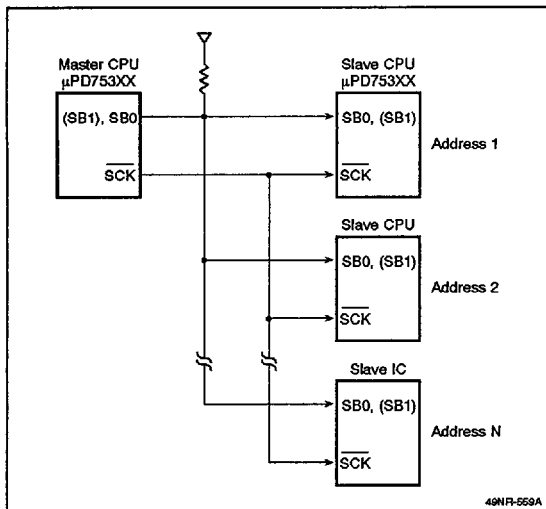 Master CPU
μPD753XX
(SB1), SB0
SCK
Slave CPU
μPD753XX
SB0, (SB1)
SCK
Address 1
Slave CPU
SB0, (SB1)
SCK
Address 2
Slave IC
SB0, (SB1)
SCK
Address N
49NR-559A